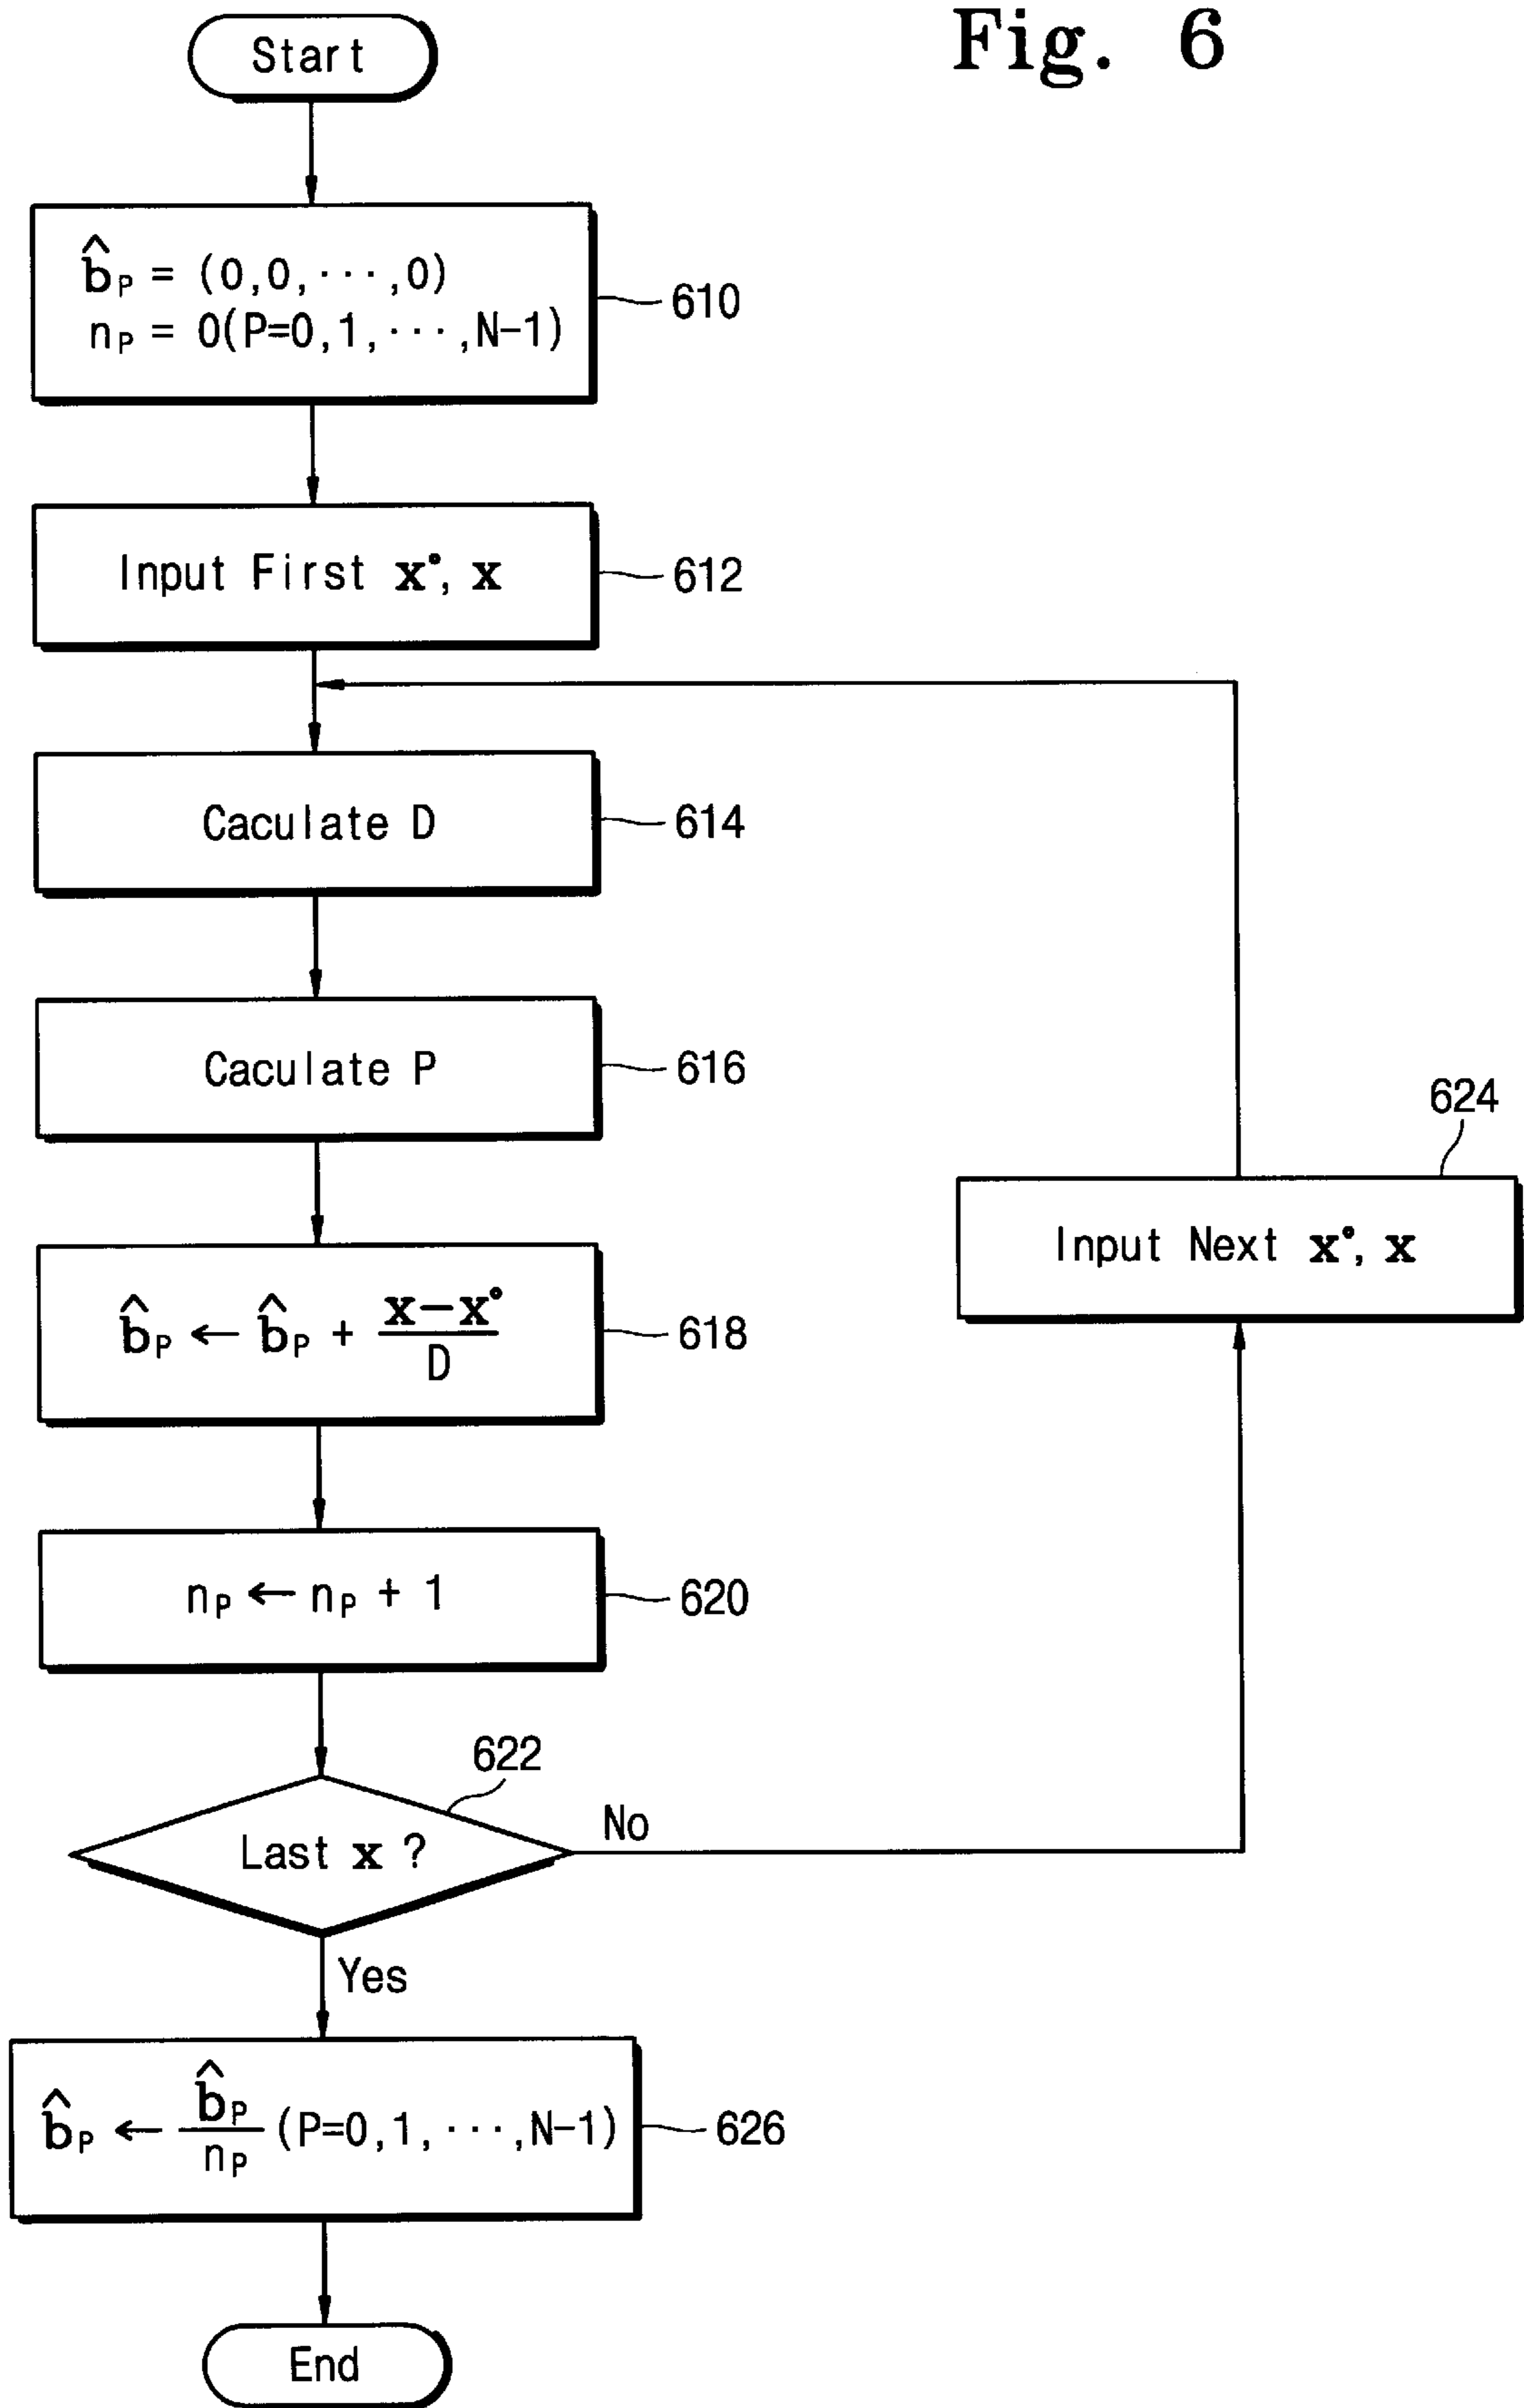 Fig. 6
Start
b̂P = (0,0,···,0)
nP = 0(P=0,1,···,N-1)
610
Input First x°, x
612
Caculate D
614
Caculate P
616
624
Input Next x°, x
b̂P ← b̂P + (x-x°)/D
618
nP ← nP + 1
620
622
Last x ?
No
Yes
b̂P ← b̂P/nP (P=0,1,···,N-1)
626
End